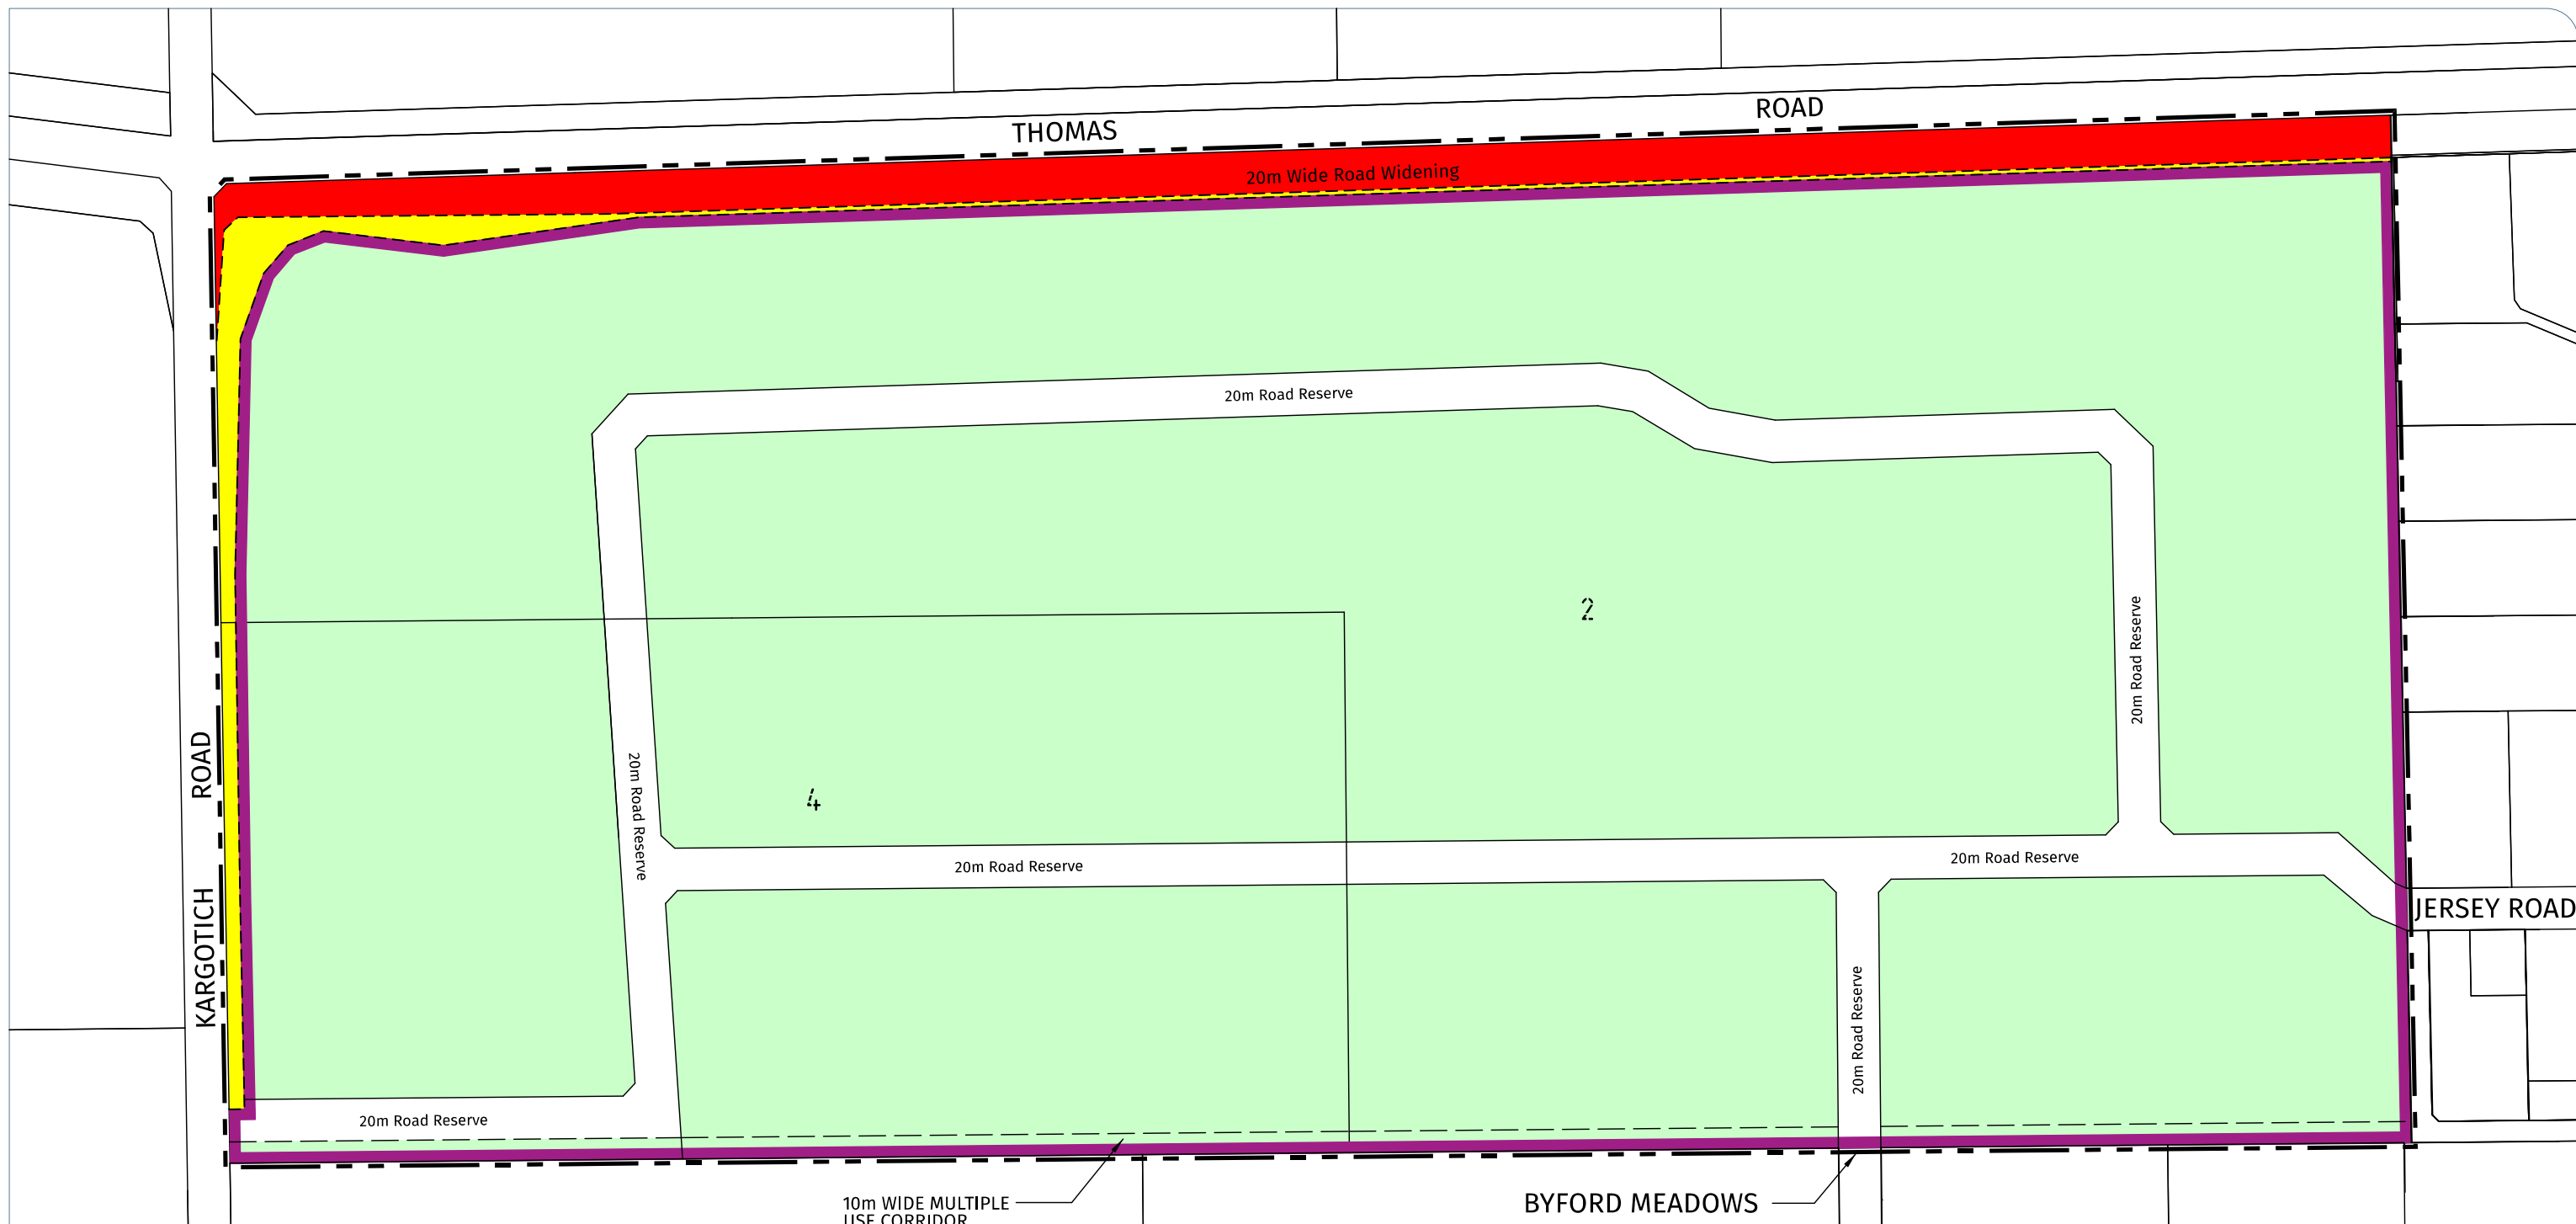 THOMAS
ROAD
20m Wide Road Widening
20m Road Reserve
2
20m Road Reserve
ROAD
KARGOTICH
20m Road Reserve
4
20m Road Reserve
20m Road Reserve
JERSEY ROAD
20m Road Reserve
20m Road Reserve
10m WIDE MULTIPLE
USE CORRIDOR
BYFORD MEADOWS